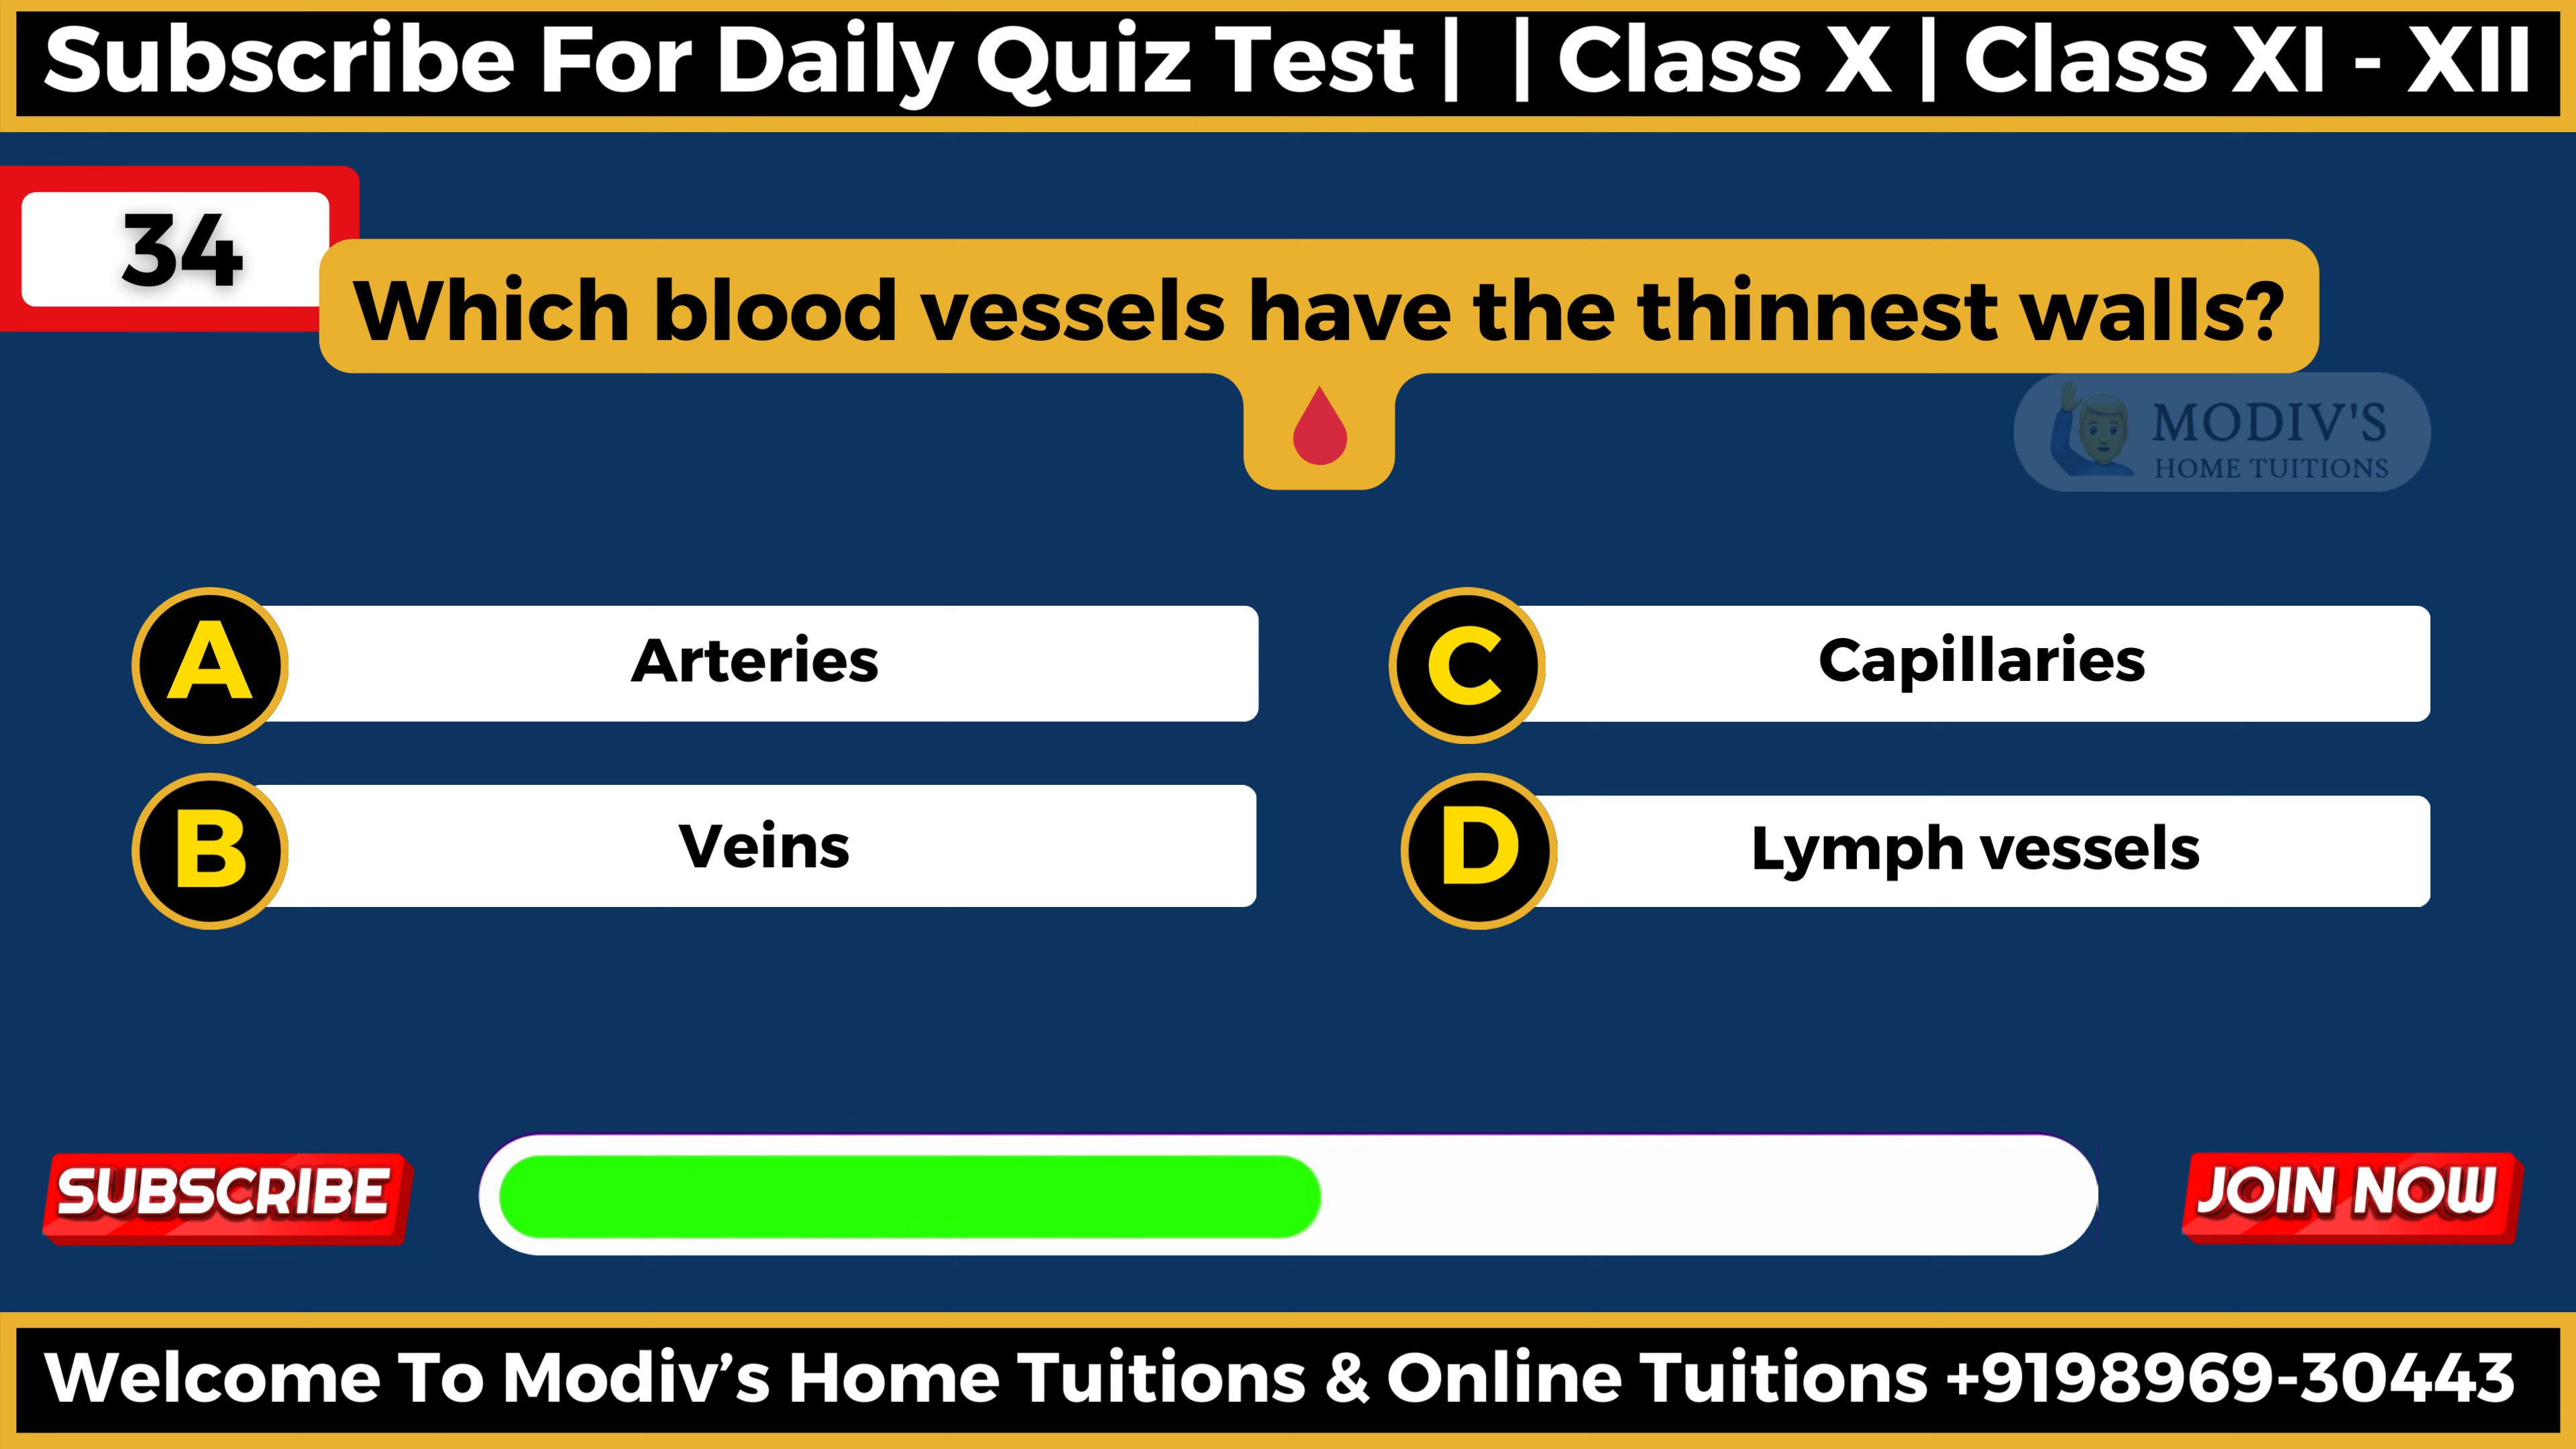 Subscribe For Daily Quiz Test | | Class X | Class XI - XII
34
Which blood vessels have the thinnest walls?
MODIV'S
HOME TUITIONS
A
Arteries
B
Veins
C
Capillaries
D
Lymph vessels
SUBSCRIBE
JOIN NOW
Welcome To Modiv’s Home Tuitions & Online Tuitions +9198969-30443